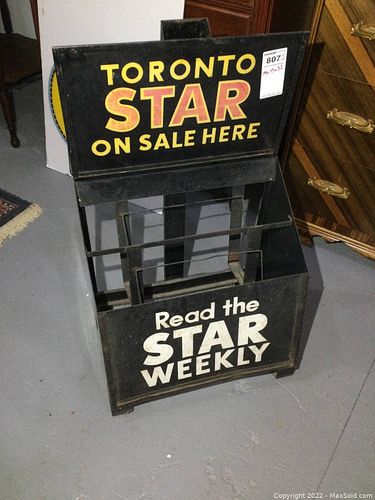 TORONTO
STAR
ON SALE HERE
807
Read the
STAR
WEEKLY
Copyright 2022 - MaxSold.com